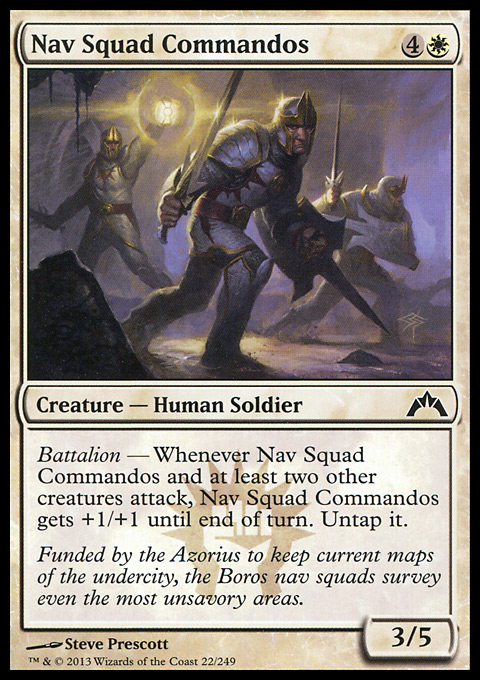 Nav Squad Commandos 4
Creature — Human Soldier
Battalion — Whenever Nav Squad
Commandos and at least two other
creatures attack, Nav Squad Commandos
gets +1/+1 until end of turn. Untap it.
Funded by the Azorius to keep current maps
of the undercity, the Boros nav squads survey
even the most unsavory areas.
Steve Prescott
3/5
™ & © 2013 Wizards of the Coast 22/249